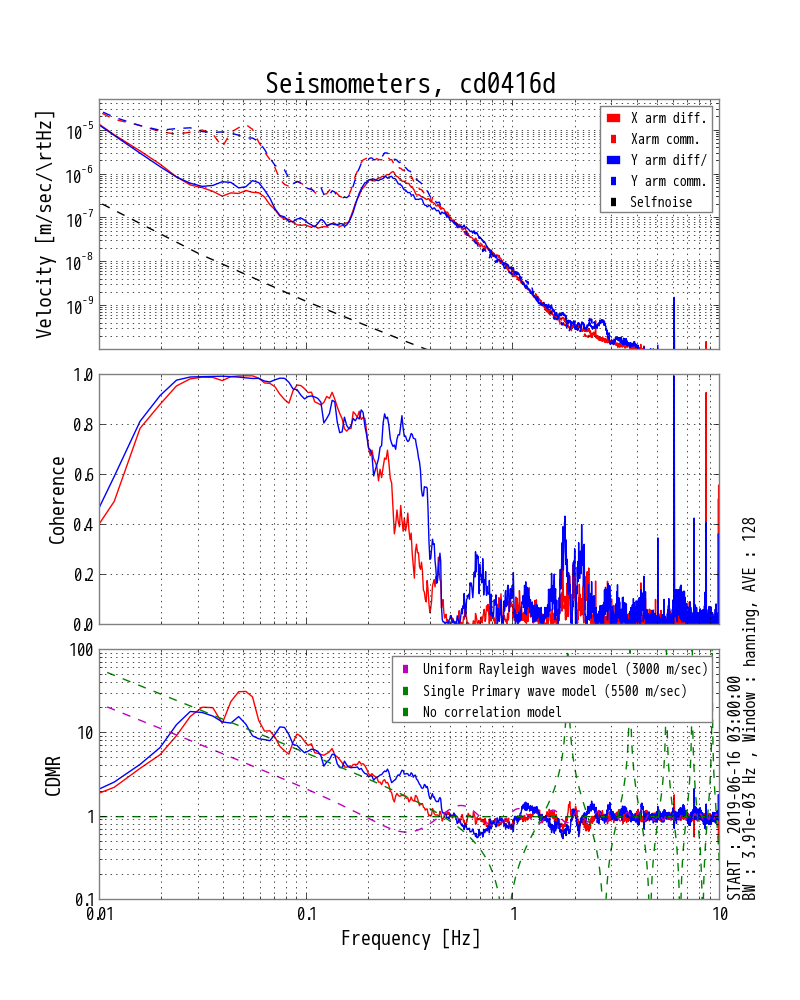 Seismometers, cd0416d
Velocity [m/sec/\rtHz]
10^-5
10^-6
10^-7
10^-8
10^-9
X arm diff.
Xarm comm.
Y arm diff/
Y arm comm.
Selfnoise
Coherence
1.0
0.8
0.6
0.4
0.2
0.0
CDMR
100
10
1
0.1
Uniform Rayleigh waves model (3000 m/sec)
Single Primary wave model (5500 m/sec)
No correlation model
0.01 0.1 1 10
Frequency [Hz]
START : 2019-06-16 03:00:00
BW : 3.91e-03 Hz , Window : hanning, AVE : 128